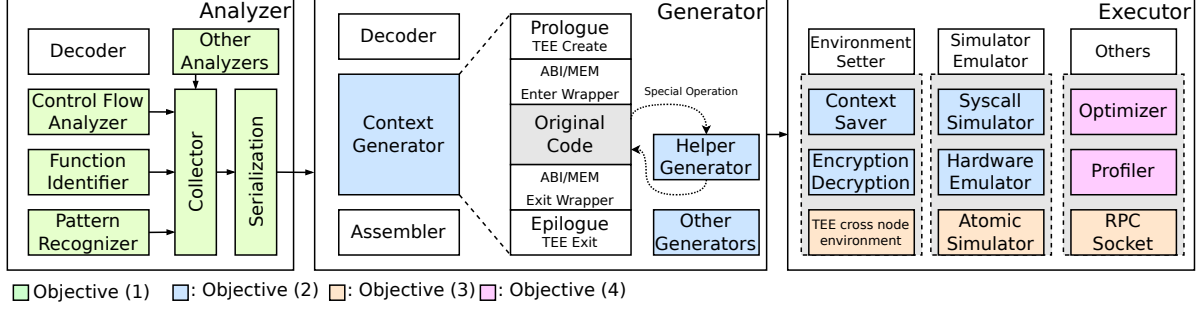 Analyzer
Decoder
Other
Analyzers
Control Flow
Analyzer
Function
Identifier
Pattern
Recognizer
Collector
Serialization
Generator
Decoder
Context
Generator
Assembler
Prologue
TEE Create
ABI/MEM
Enter Wrapper
Original
Code
ABI/MEM
Exit Wrapper
Epilogue
TEE Exit
Special Operation
Helper
Generator
Other
Generators
Executor
Environment
Setter
Context
Saver
Encryption
Decryption
TEE cross node
environment
Simulator
Emulator
Syscall
Simulator
Hardware
Emulator
Atomic
Simulator
Others
Optimizer
Profiler
RPC
Socket
Objective (1)
: Objective (2)
: Objective (3)
: Objective (4)